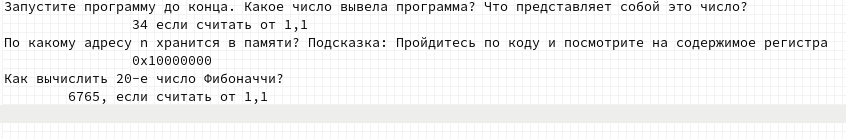 Запустите программу до конца. Какое число вывела программа? Что представляет собой это число?
34 если считать от 1,1
По какому адресу n хранится в памяти? Подсказка: Пройдитесь по коду и посмотрите на содержимое регистра
0x10000000
Как вычислить 20-е число Фибоначчи?
6765, если считать от 1,1